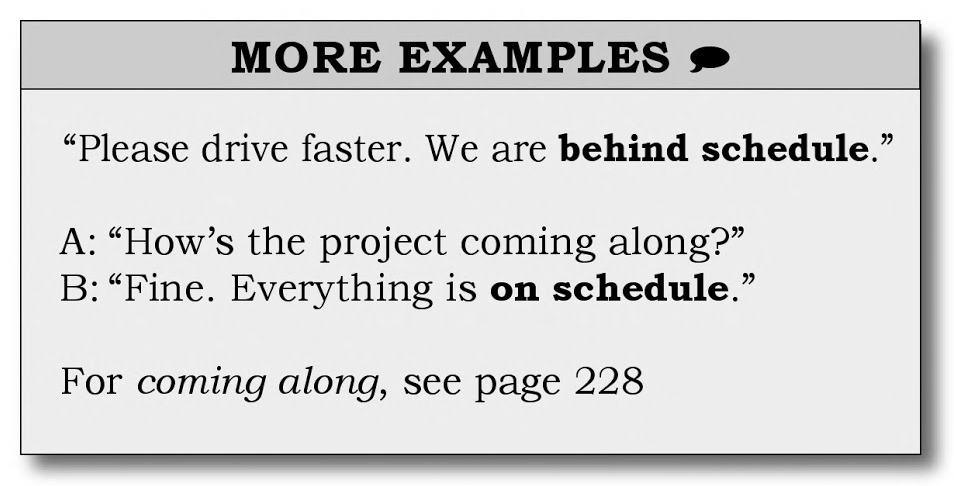 MORE EXAMPLES
“Please drive faster. We are behind schedule.”
A: “How’s the project coming along?”
B: “Fine. Everything is on schedule.”
For coming along, see page 228